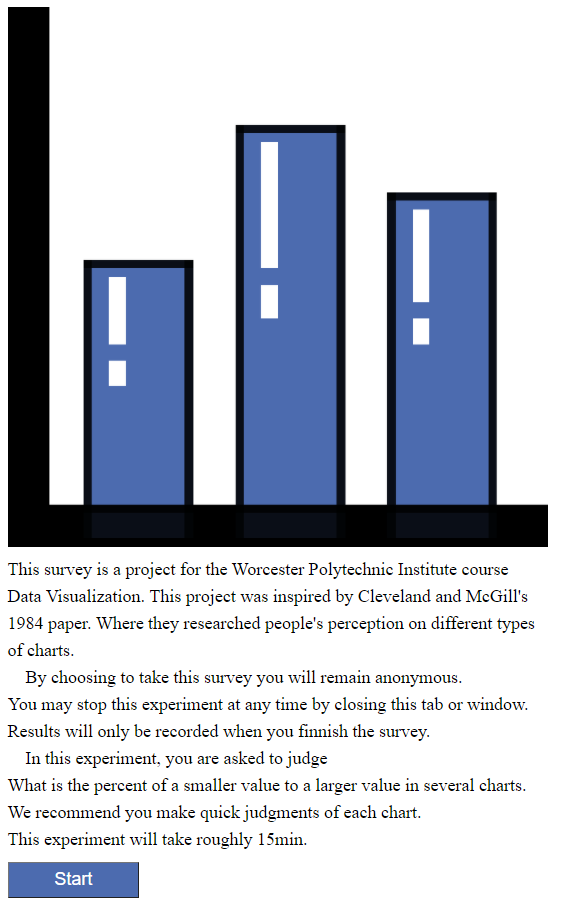 This survey is a project for the Worcester Polytechnic Institute course
Data Visualization. This project was inspired by Cleveland and McGill's
1984 paper. Where they researched people's perception on different types
of charts.
By choosing to take this survey you will remain anonymous.
You may stop this experiment at any time by closing this tab or window.
Results will only be recorded when you finnish the survey.
In this experiment, you are asked to judge
What is the percent of a smaller value to a larger value in several charts.
We recommend you make quick judgments of each chart.
This experiment will take roughly 15min.
Start